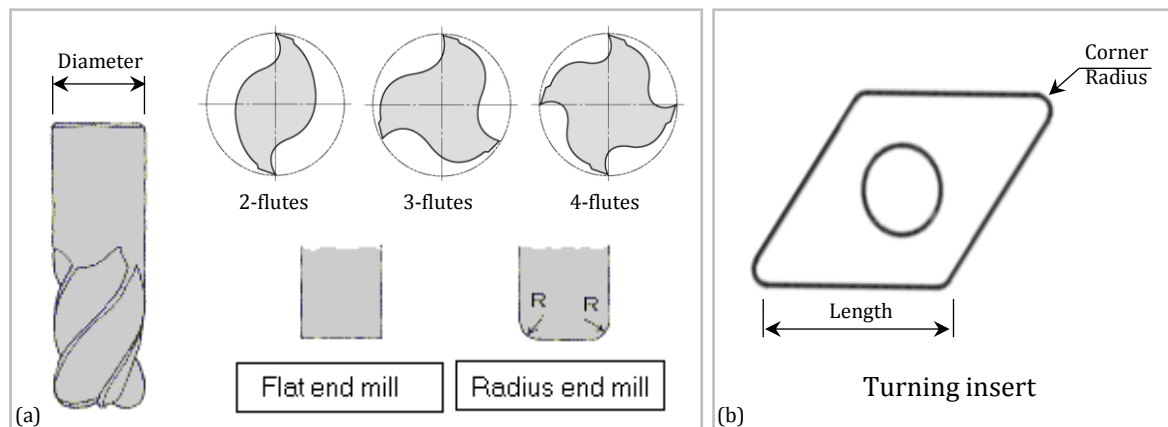 Diameter
2-flutes
3-flutes
4-flutes
R
R
Flat end mill
Radius end mill
(a)
Corner
Radius
Length
Turning insert
(b)